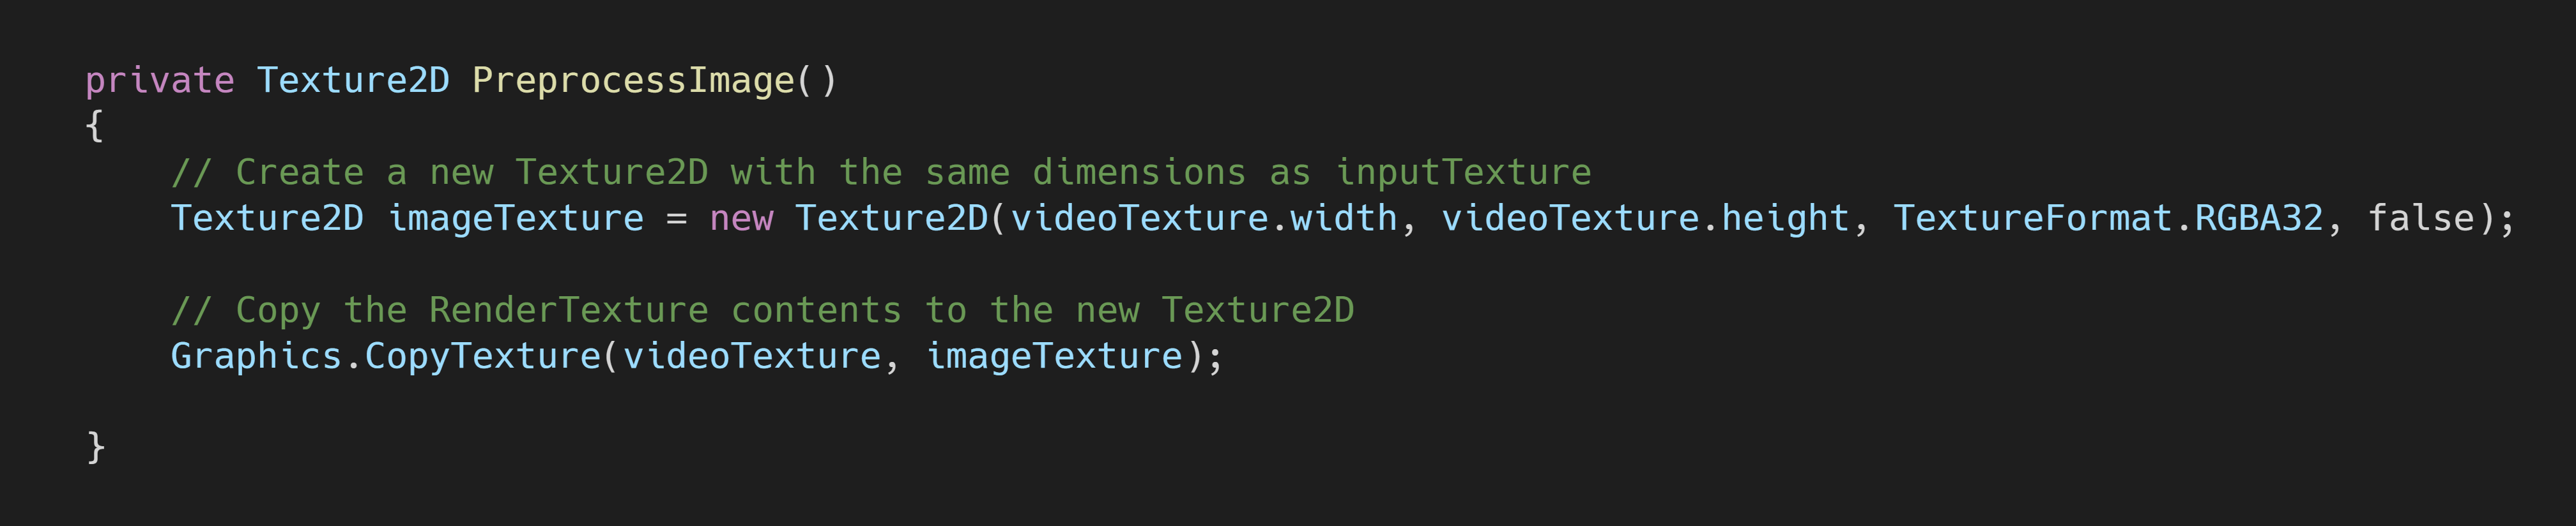 private Texture2D PreprocessImage()
{
    // Create a new Texture2D with the same dimensions as inputTexture
    Texture2D imageTexture = new Texture2D(videoTexture.width, videoTexture.height, TextureFormat.RGBA32, false);
    // Copy the RenderTexture contents to the new Texture2D
    Graphics.CopyTexture(videoTexture, imageTexture);
}